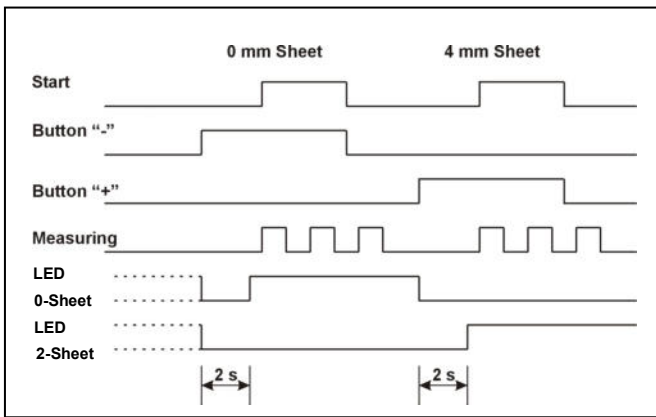 0 mm Sheet 4 mm Sheet
Start
Button “-”
Button “+”
Measuring
LED
0-Sheet
LED
2-Sheet
2 s 2 s